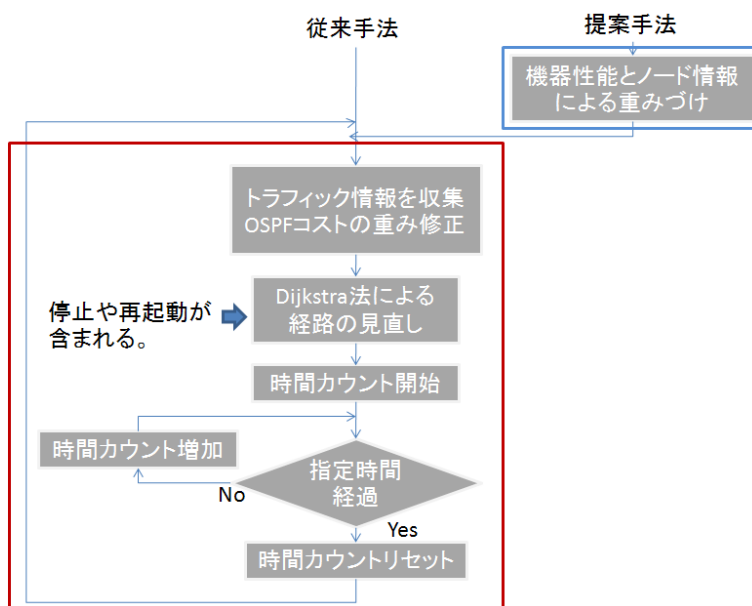 従来手法
提案手法
機器性能とノード情報
による重みづけ
トラフィック情報を収集
OSPFコストの重み修正
停止や再起動が
含まれる。
Dijkstra法による
経路の見直し
時間カウント開始
時間カウント増加
指定時間
経過
No
Yes
時間カウントリセット